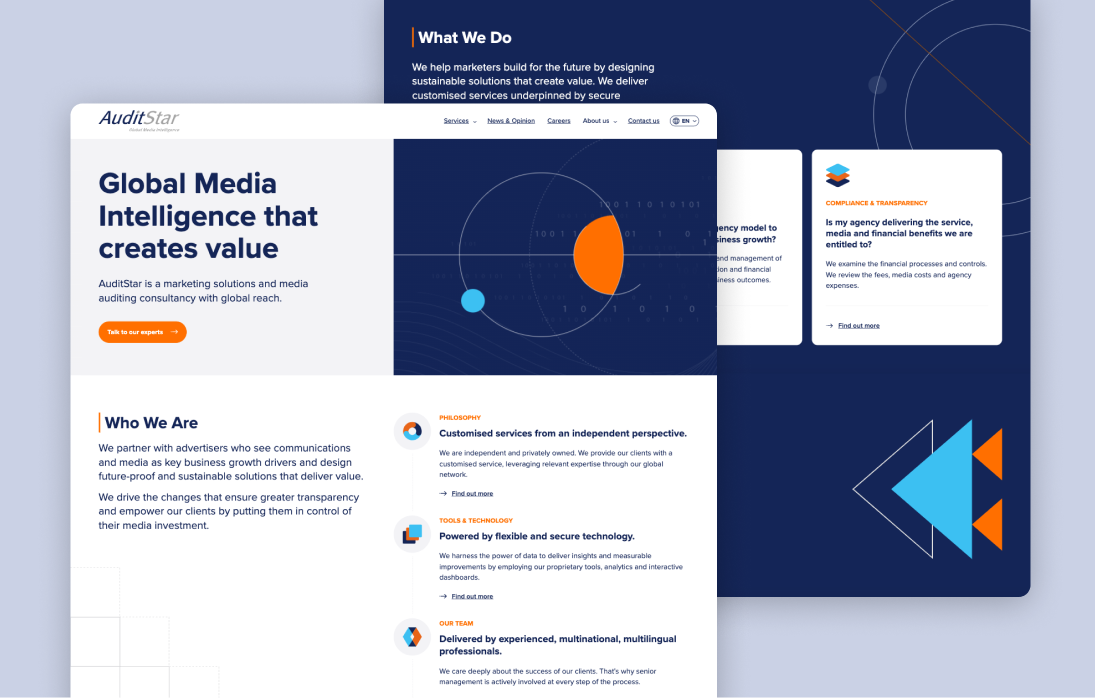 What We Do
We help marketers build for the future by designing
sustainable solutions that create value. We deliver
customised services underpinned by secure
AuditStar
Global Media Intelligence
Services
News & Opinion
Careers
About us
Contact us
EN
Global Media
Intelligence that
creates value
AuditStar is a marketing solutions and media
auditing consultancy with global reach.
Talk to our experts
1001 1 0 1 0101
100 1 1
01 1 0 1
1 0 1 0 1 0
model to
growth?
and management of
and financial
outcomes.
COMPLIANCE & TRANSPARENCY
Is my agency delivering the service,
media and financial benefits we are
entitled to?
We examine the financial processes and controls.
We review the fees, media costs and agency
expenses.
Find out more
Who We Are
We partner with advertisers who see communications
and media as key business growth drivers and design
future-proof and sustainable solutions that deliver value.
We drive the changes that ensure greater transparency
and empower our clients by putting them in control of
their media investment.
PHILOSOPHY
Customised services from an independent perspective.
We are independent and privately owned. We provide our clients with a
customised service, leveraging relevant expertise through our global
network.
Find out more
TOOLS & TECHNOLOGY
Powered by flexible and secure technology.
We harness the power of data to deliver insights and measurable
improvements by employing our proprietary tools, analytics and interactive
dashboards.
Find out more
OUR TEAM
Delivered by experienced, multinational, multilingual
professionals.
We care deeply about the success of our clients. That's why senior
management is actively involved at every step of the process.